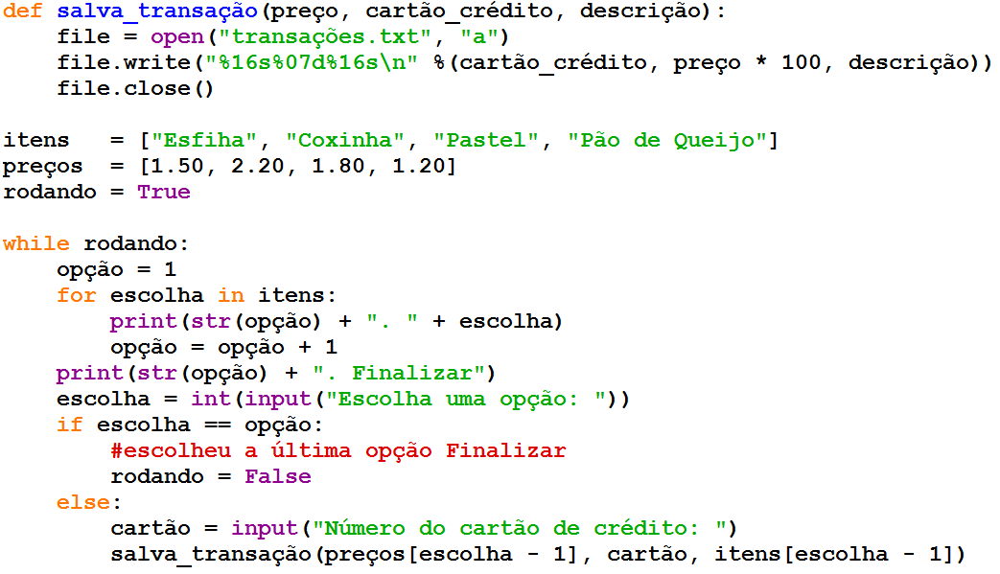 def salva_transação(preço, cartão_crédito, descrição):
    file = open("transações.txt", "a")
    file.write("%16s%07d%16s\n" %(cartão_crédito, preço * 100, descrição))
    file.close()

itens   = ["Esfiha", "Coxinha", "Pastel", "Pão de Queijo"]
preços  = [1.50, 2.20, 1.80, 1.20]
rodando = True

while rodando:
    opção = 1
    for escolha in itens:
        print(str(opção) + ". " + escolha)
        opção = opção + 1
    print(str(opção) + ". Finalizar")
    escolha = int(input("Escolha uma opção: "))
    if escolha == opção:
        #escolheu a última opção Finalizar
        rodando = False
    else:
        cartão = input("Número do cartão de crédito: ")
        salva_transação(preços[escolha - 1], cartão, itens[escolha - 1])